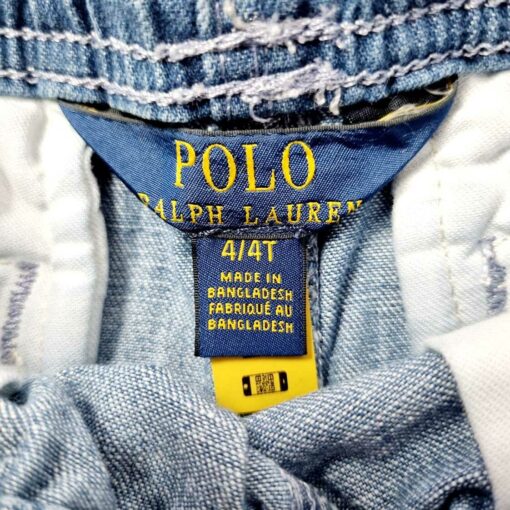 POLO
RALPH LAUREN
4/4T
MADE IN
BANGLADESH
FABRIQUÉ AU
BANGLADESH